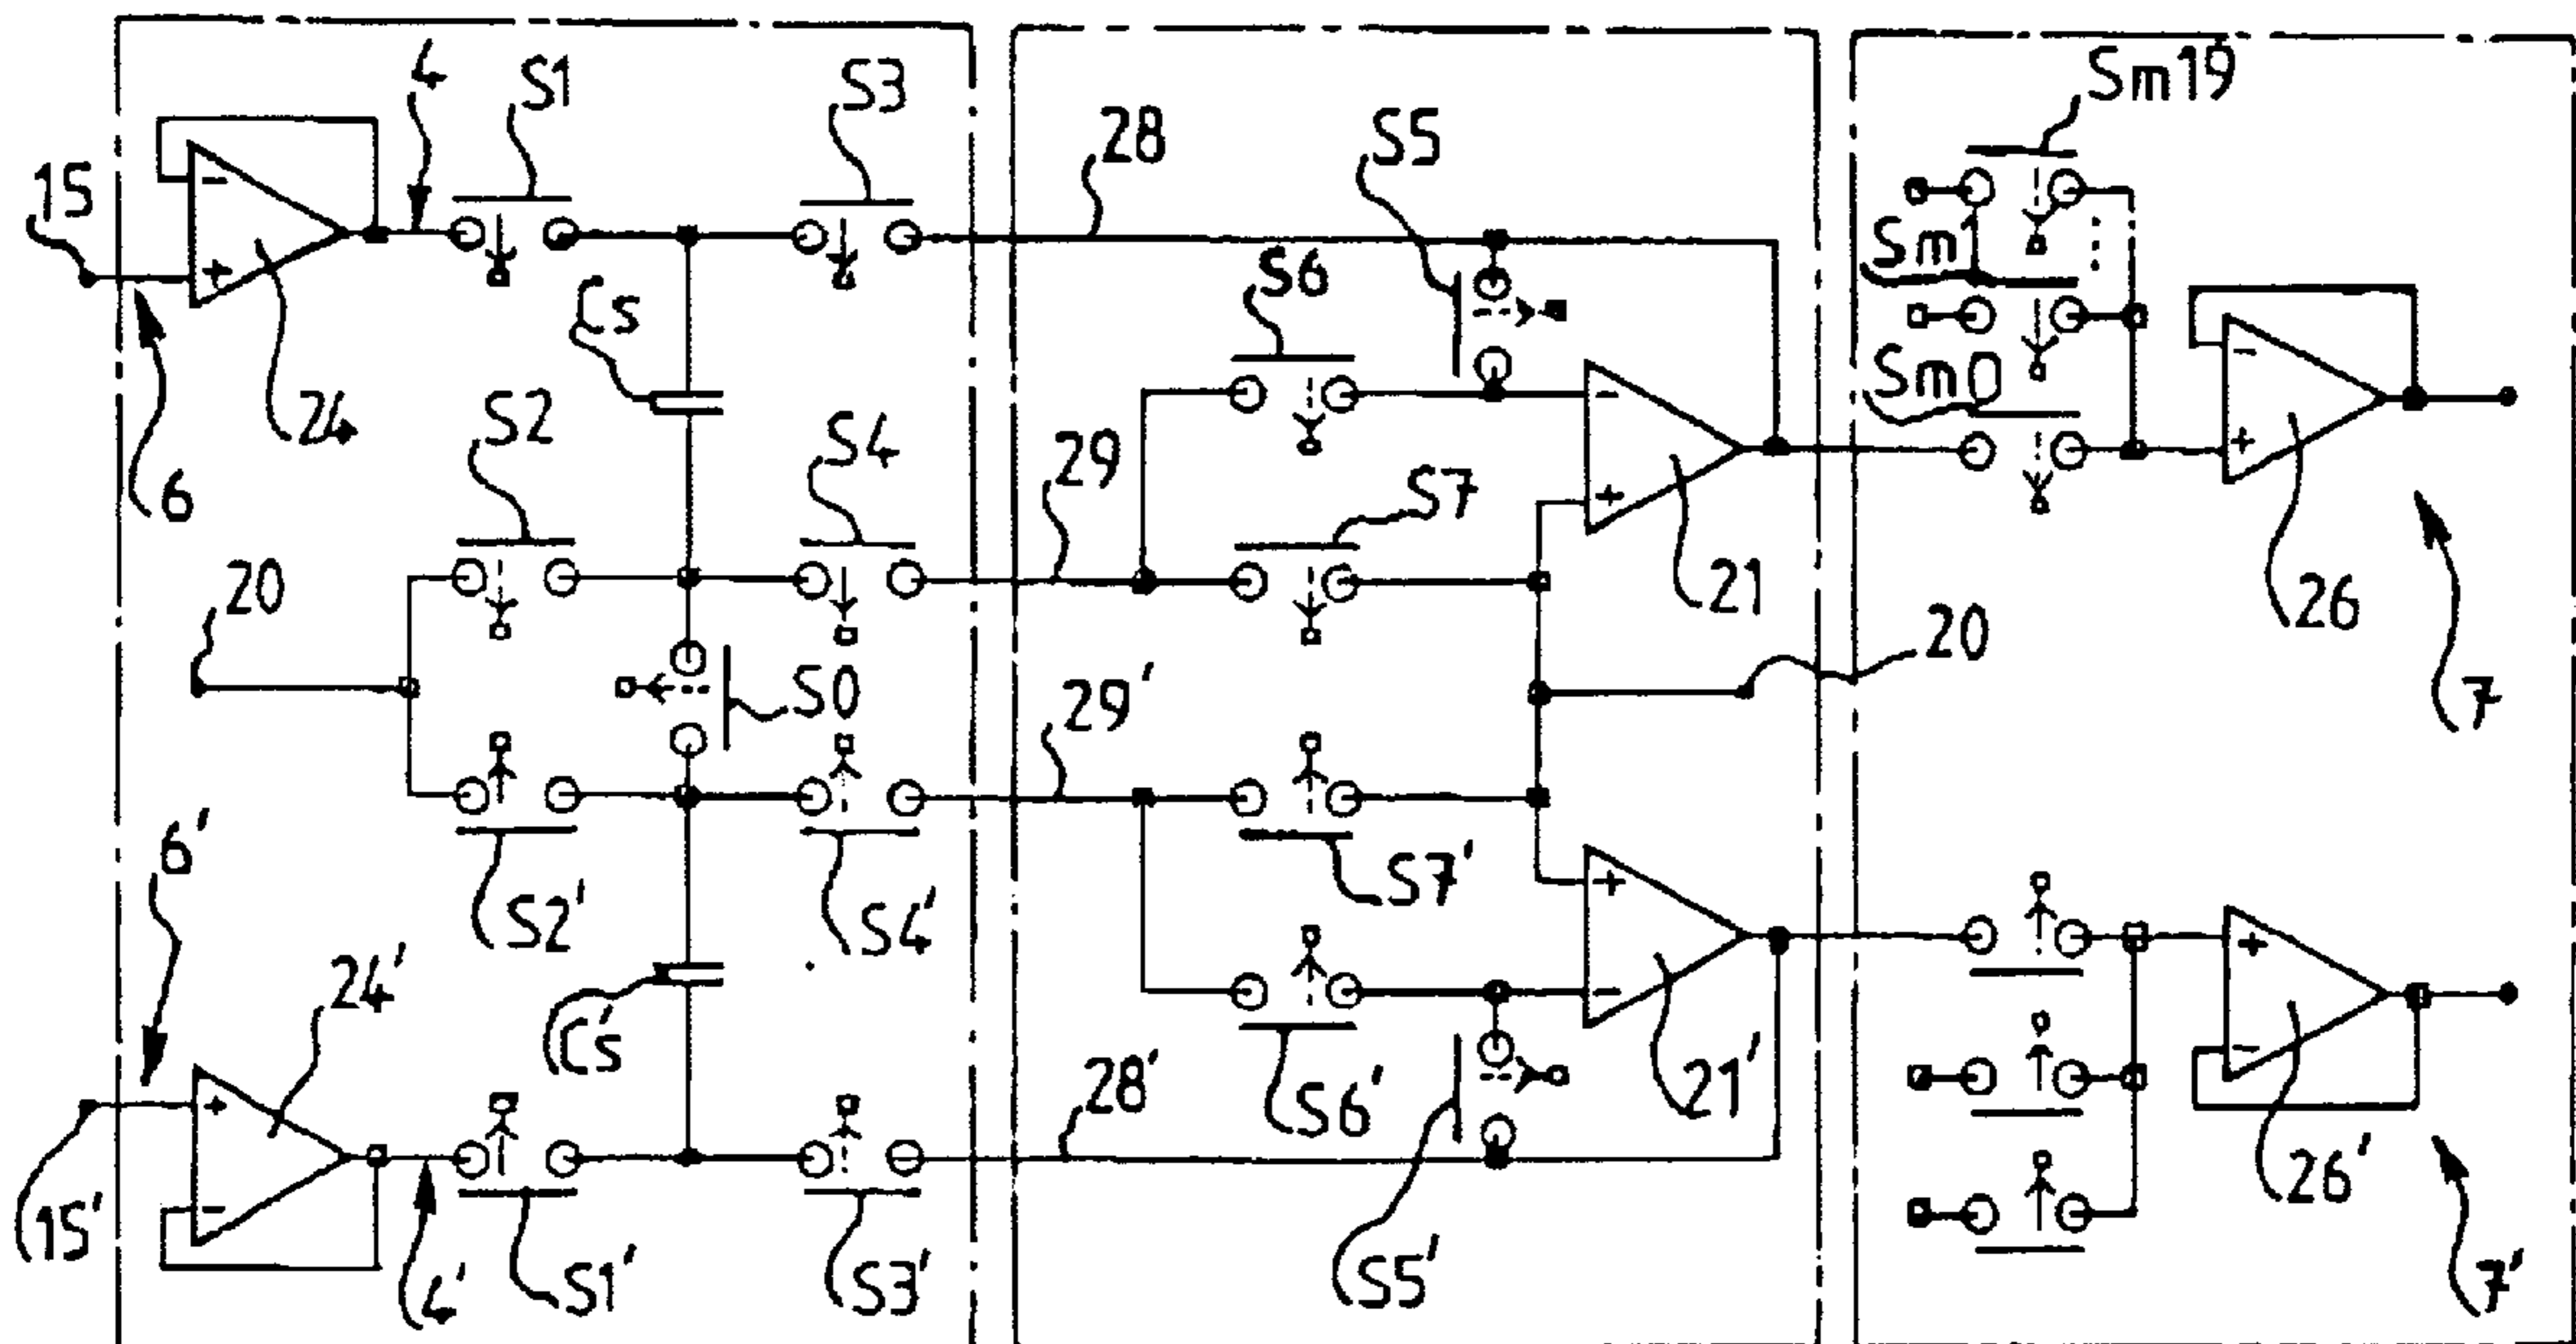 4 S1 S3 28 S5 Sm19
15
- +
24
6
Cs
S6
Sm1
Sm0
- +
26
7
S2 S4 29 S7
- +
21
20
S0
29'
20
6'
S2' S4' S7'
+ -
21'
24'
C's
+ -
15'
4'
S1' S3' 28' S6' S5'
+ -
26'
7'